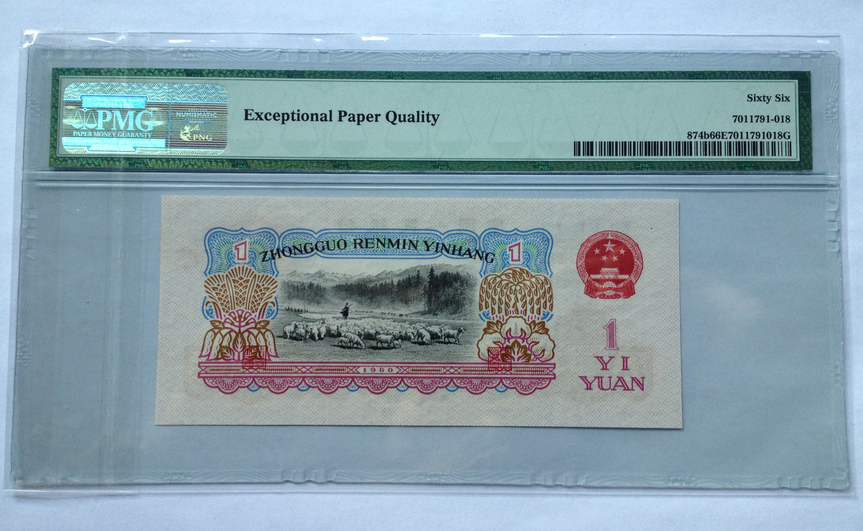 PMG
PAPER MONEY GUARANTY
NUMISMATIC
PNG
Exceptional Paper Quality
Sixty Six
7011791-018
874b66E7011791018G
1
ZHONGGUO RENMIN YINHANG
1
1960
1
YI
YUAN